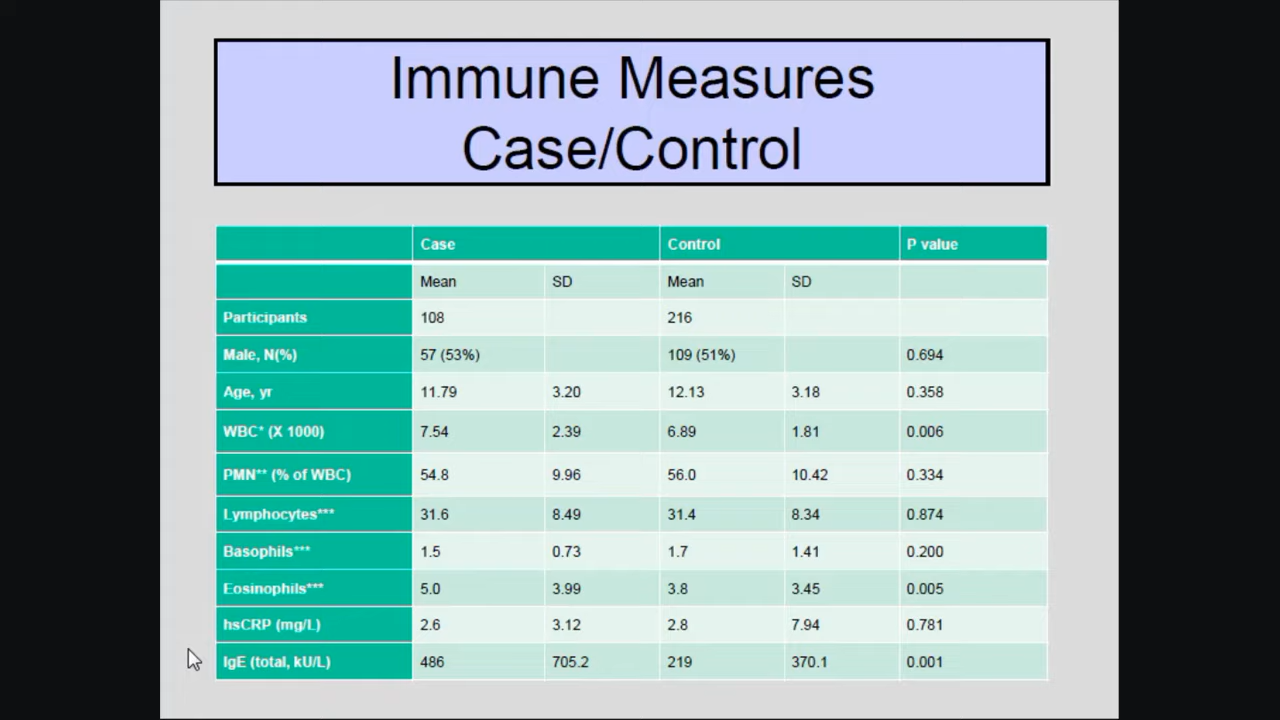 Immune Measures
Case/Control
Case Control P value
Mean SD Mean SD
Participants 108 216
Male, N(%) 57 (53%) 109 (51%) 0.694
Age, yr 11.79 3.20 12.13 3.18 0.358
WBC* (X 1000) 7.54 2.39 6.89 1.81 0.006
PMN** (% of WBC) 54.8 9.96 56.0 10.42 0.334
Lymphocytes*** 31.6 8.49 31.4 8.34 0.874
Basophils*** 1.5 0.73 1.7 1.41 0.200
Eosinophils*** 5.0 3.99 3.8 3.45 0.005
hsCRP (mg/L) 2.6 3.12 2.8 7.94 0.781
IgE (total, kU/L) 486 705.2 219 370.1 0.001